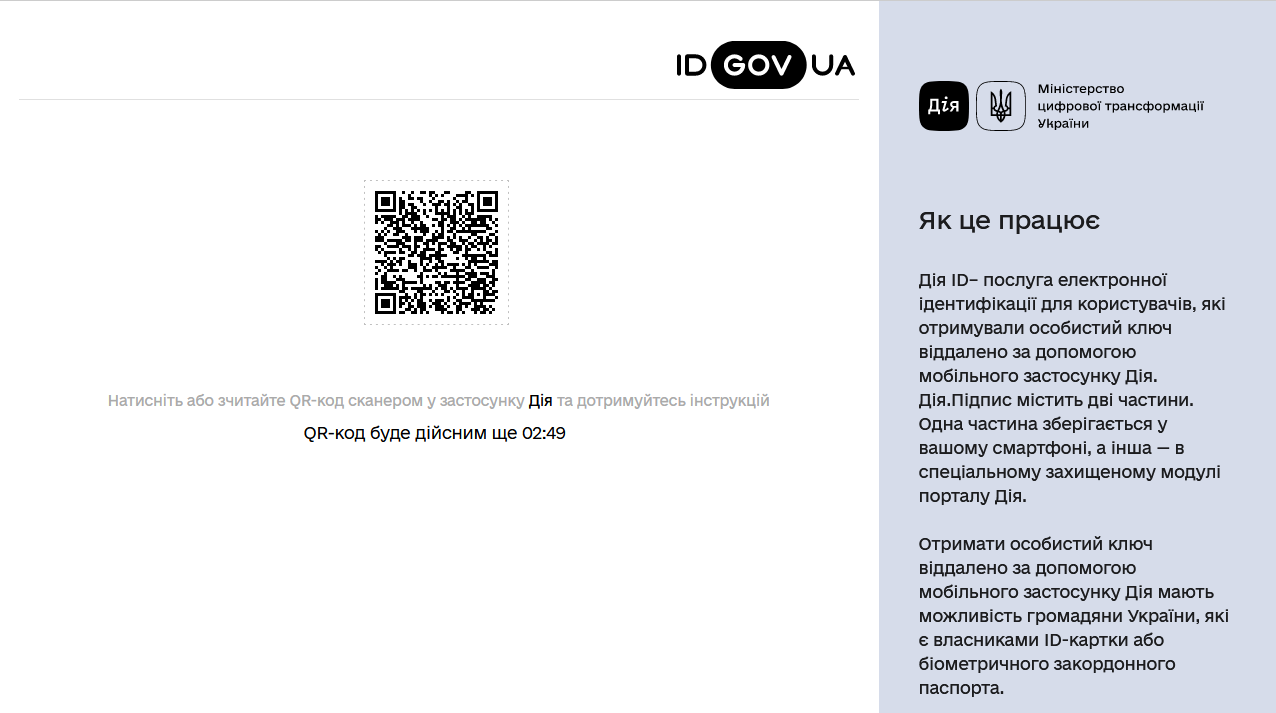 ID GOV UA
Натисніть або зчитайте QR-код сканером у застосунку Дія та дотримуйтесь інструкцій
QR-код буде дійсним ще 02:49
Дія
Міністерство
цифрової трансформації
України
Як це працює
Дія ID– послуга електронної
ідентифікації для користувачів, які
отримували особистий ключ
віддалено за допомогою
мобільного застосунку Дія.
Дія.Підпис містить дві частини.
Одна частина зберігається у
вашому смартфоні, а інша — в
спеціальному захищеному модулі
порталу Дія.
Отримати особистий ключ
віддалено за допомогою
мобільного застосунку Дія мають
можливість громадяни України, які
є власниками ID-картки або
біометричного закордонного
паспорта.